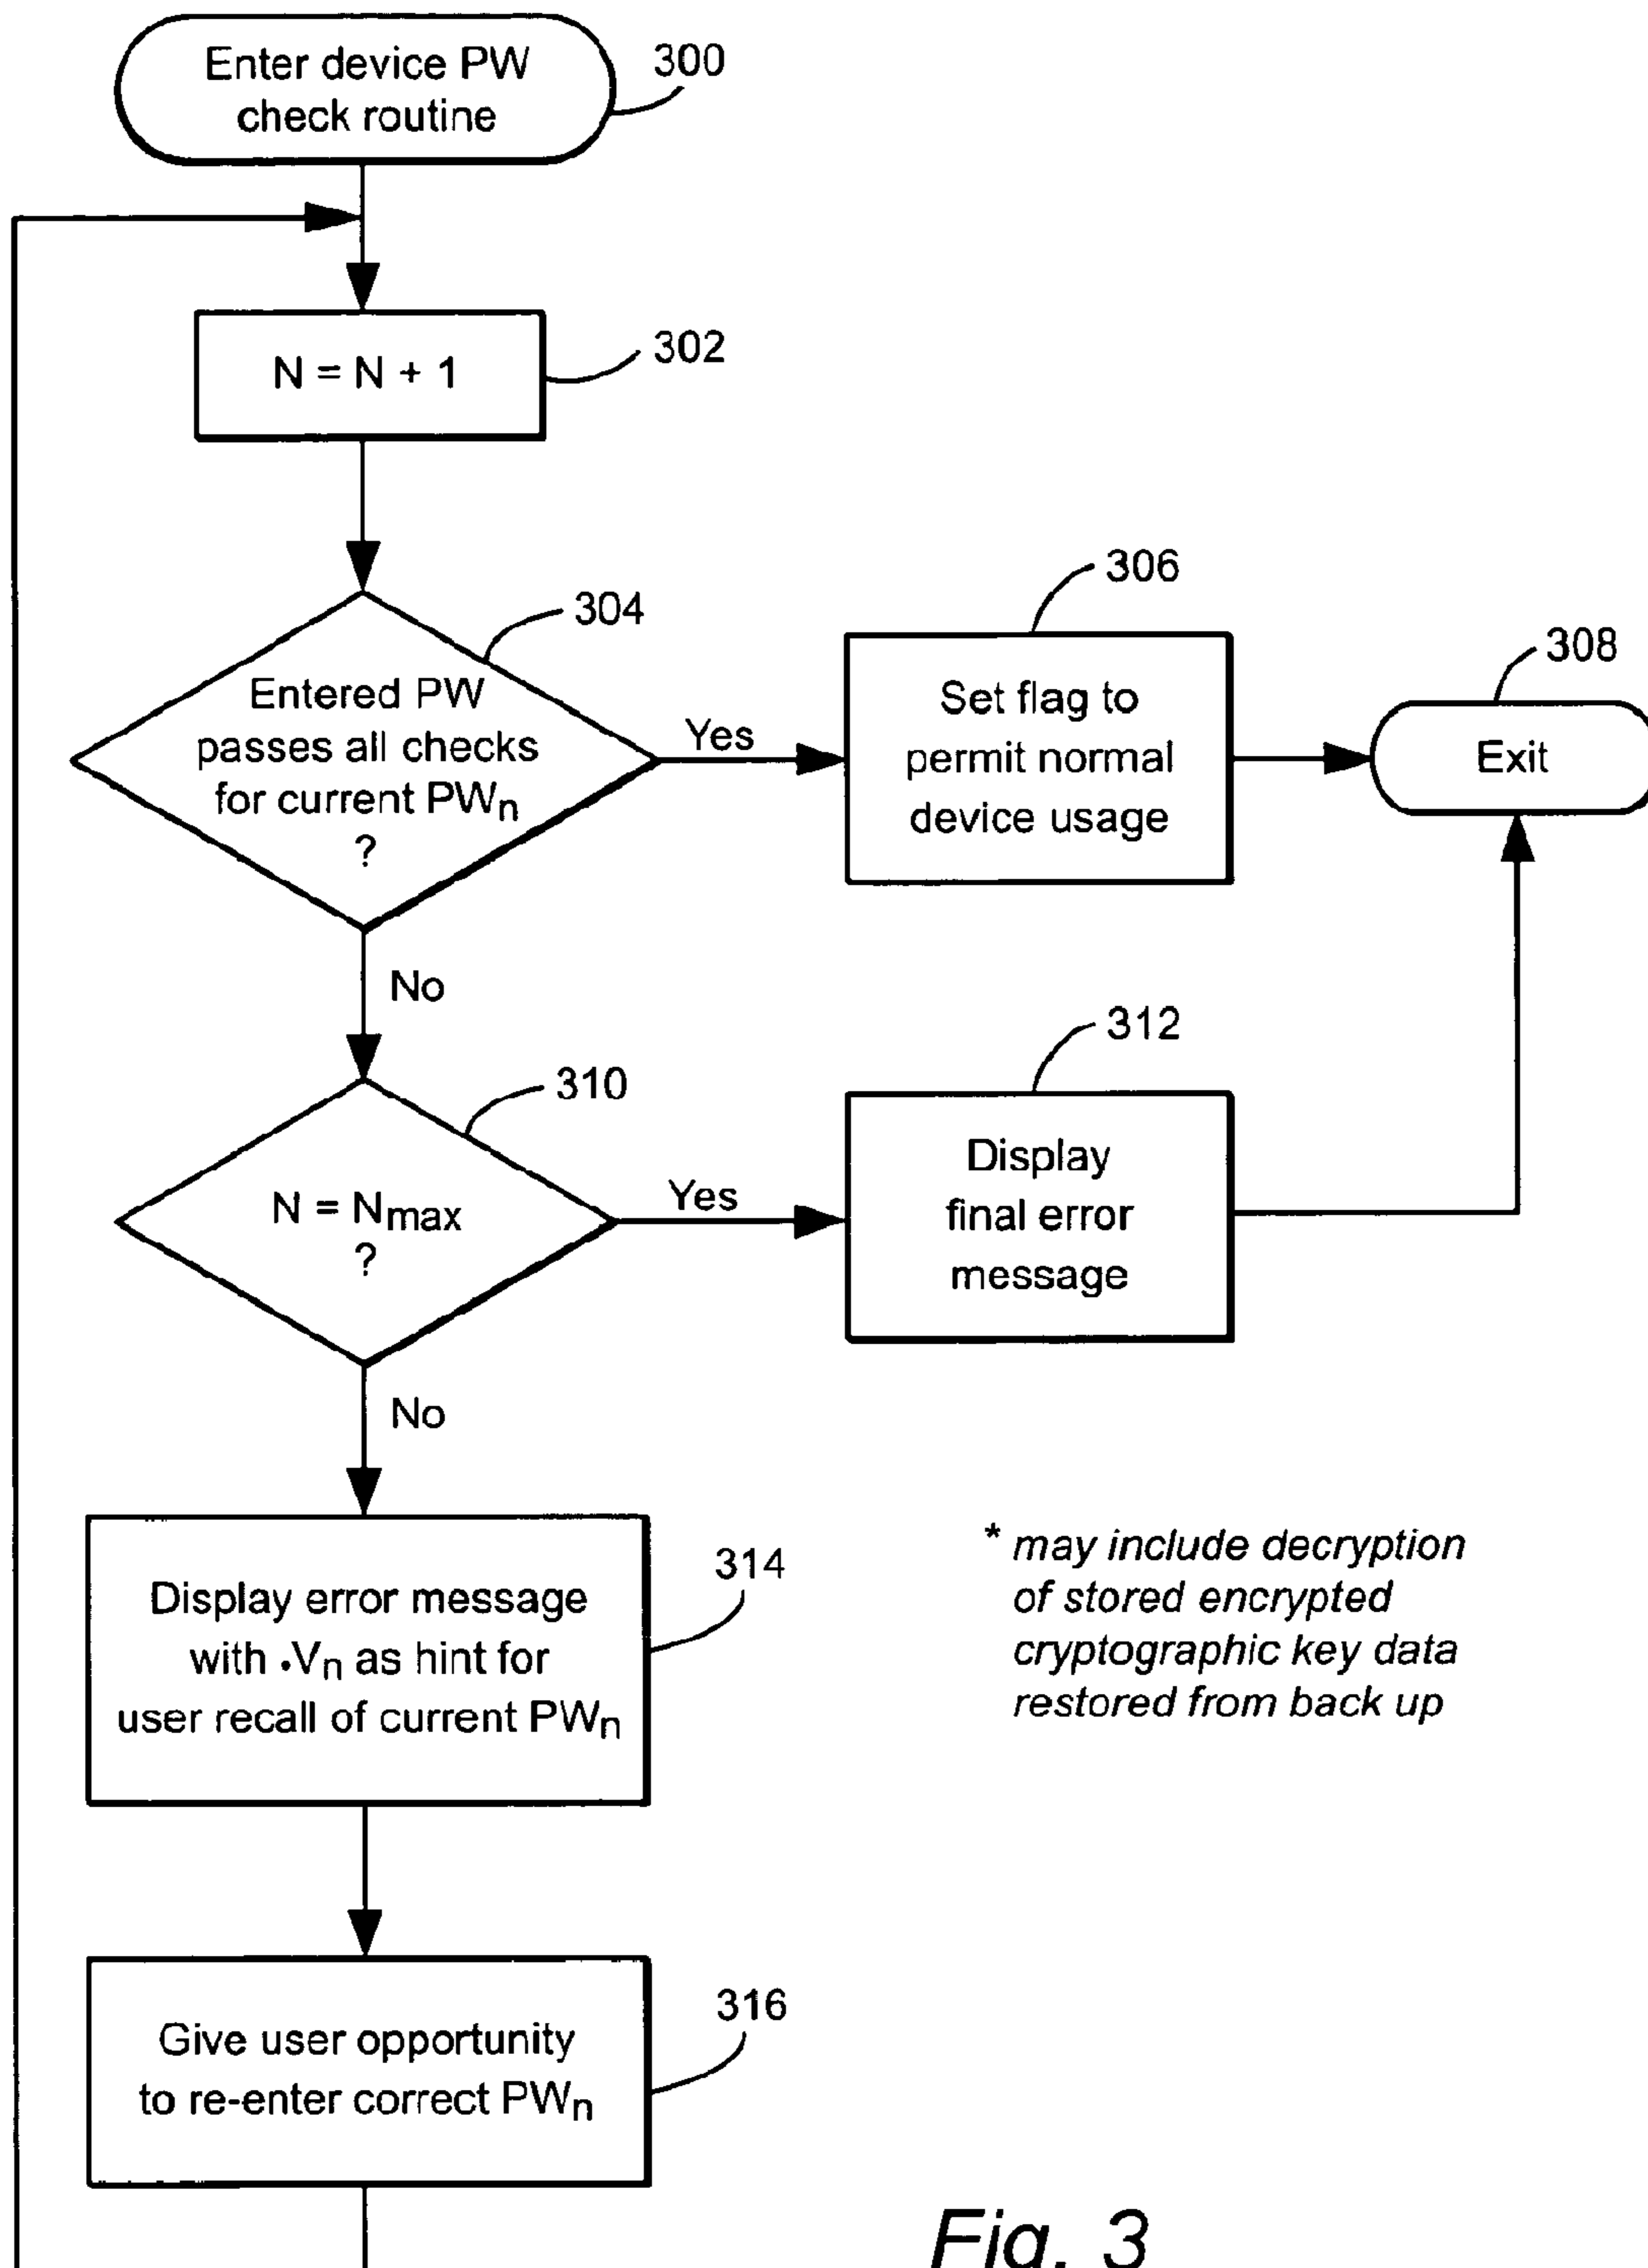 Enter device PW
check routine
300
N = N + 1
302
304
Entered PW
passes all checks
for current PWn
?
Yes
306
Set flag to
permit normal
device usage
308
Exit
No
310
N = Nmax
?
Yes
312
Display
final error
message
No
314
Display error message
with •Vn as hint for
user recall of current PWn
* may include decryption
of stored encrypted
cryptographic key data
restored from back up
316
Give user opportunity
to re-enter correct PWn
Fig. 3